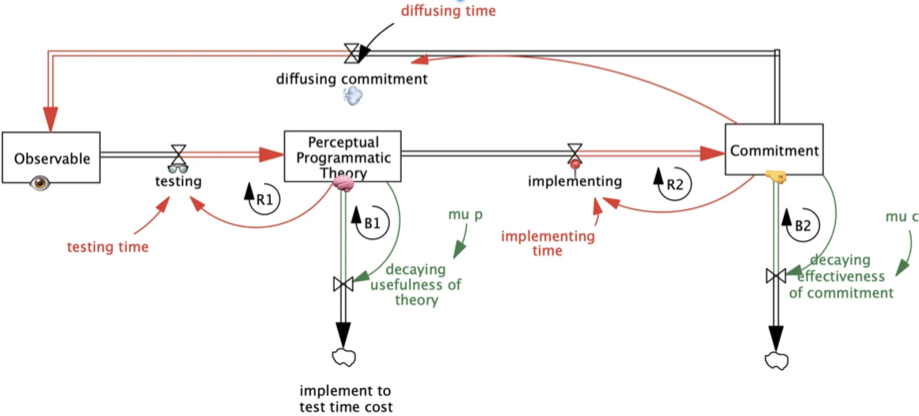 diffusing time
diffusing commitment
Observable
testing
testing time
R1
Perceptual
Programmatic
Theory
B1
mu p
decaying
usefulness of
theory
implement to
test time cost
implementing
implementing
time
R2
Commitment
B2
mu c
decaying
effectiveness
of commitment